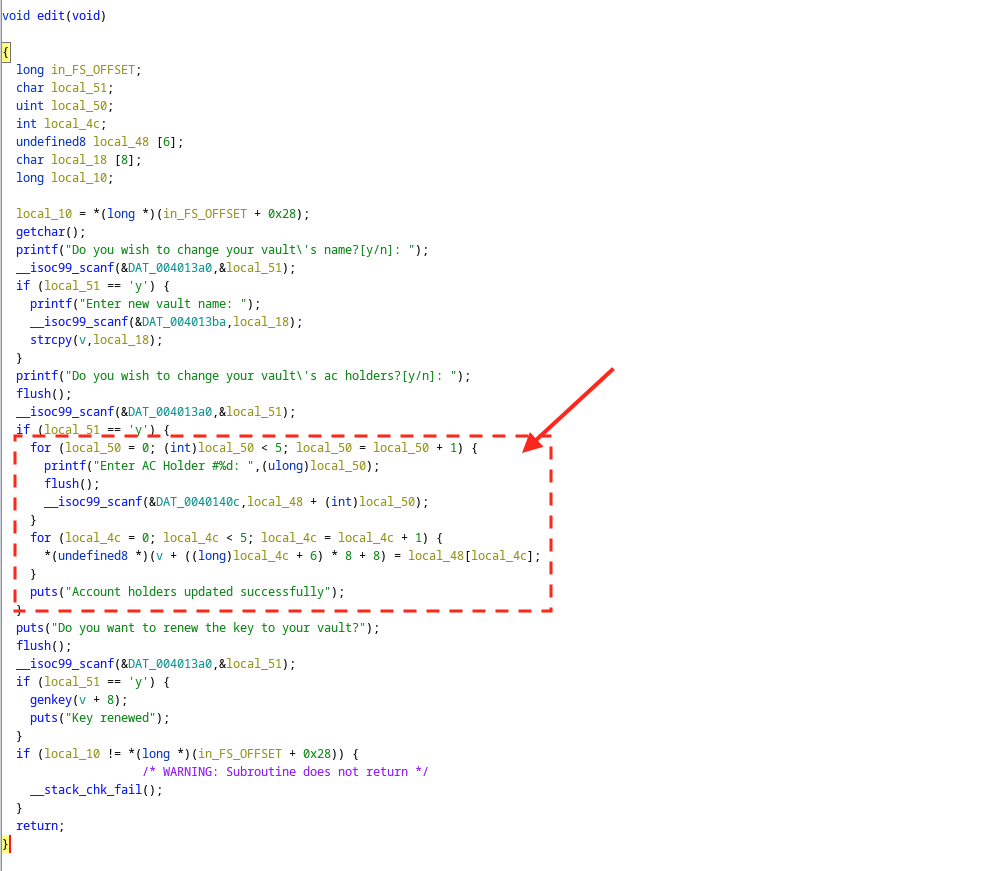 void edit(void)
{
long in_FS_OFFSET;
char local_51;
uint local_50;
int local_4c;
undefined8 local_48 [6];
char local_18 [8];
long local_10;
local_10 = *(long *)(in_FS_OFFSET + 0x28);
getchar();
printf("Do you wish to change your vault\'s name?[y/n]: ");
__isoc99_scanf(&DAT_004013a0,&local_51);
if (local_51 == 'y') {
printf("Enter new vault name: ");
__isoc99_scanf(&DAT_004013ba,local_18);
strcpy(v,local_18);
}
printf("Do you wish to change your vault\'s ac holders?[y/n]: ");
flush();
__isoc99_scanf(&DAT_004013a0,&local_51);
if (local_51 == 'y') {
for (local_50 = 0; (int)local_50 < 5; local_50 = local_50 + 1) {
printf("Enter AC Holder #%d: ",(ulong)local_50);
flush();
__isoc99_scanf(&DAT_0040140c,local_48 + (int)local_50);
}
for (local_4c = 0; local_4c < 5; local_4c = local_4c + 1) {
*(undefined8 *)(v + ((long)local_4c + 6) * 8 + 8) = local_48[local_4c];
}
puts("Account holders updated successfully");
}
puts("Do you want to renew the key to your vault?");
flush();
__isoc99_scanf(&DAT_004013a0,&local_51);
if (local_51 == 'y') {
genkey(v + 8);
puts("Key renewed");
}
if (local_10 != *(long *)(in_FS_OFFSET + 0x28)) {
/* WARNING: Subroutine does not return */
__stack_chk_fail();
}
return;
}